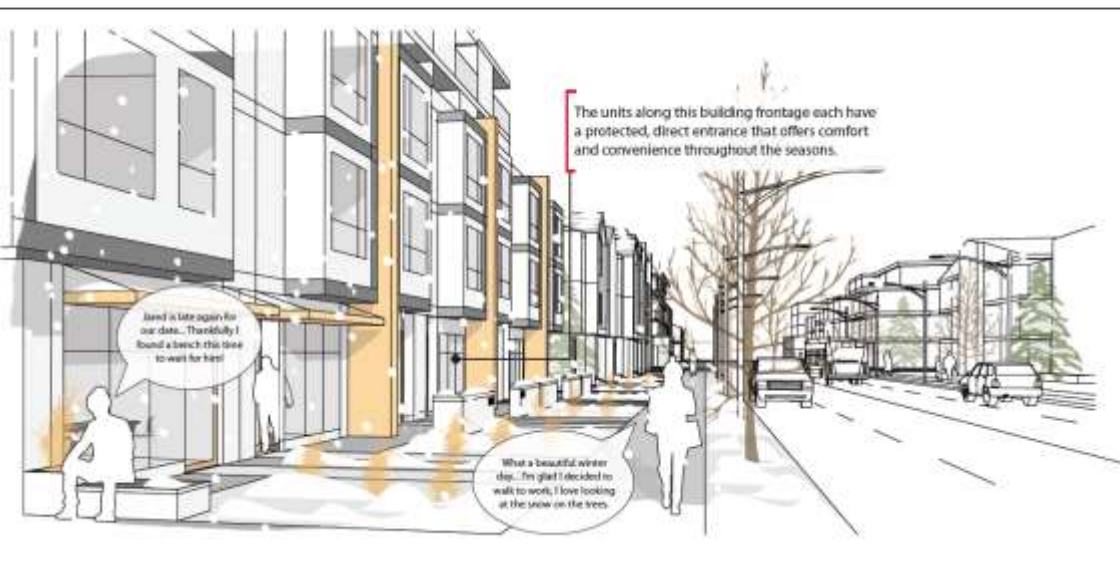 The units along this building frontage each have
a protected, direct entrance that offers comfort
and convenience throughout the seasons.
Jared is late again for
our date... Thankfully I
found a bench this time
to wait for him!
What a beautiful winter
day... I'm glad I decided to
walk to work, I love looking
at the snow on the trees.